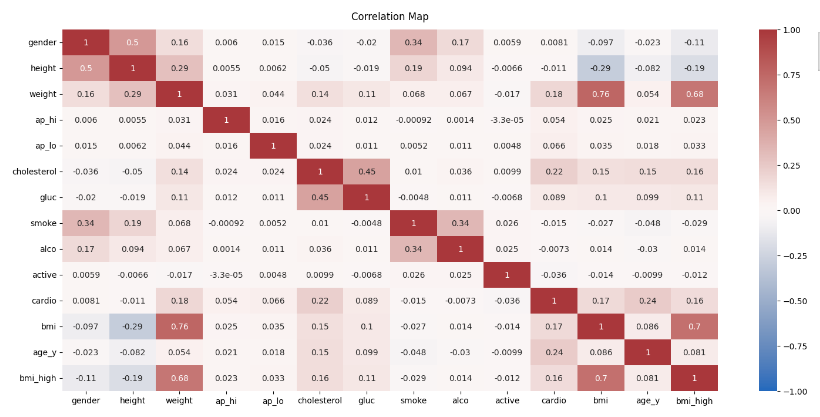 Correlation Map
gender 1 0.5 0.16 0.006 0.015 -0.036 -0.02 0.34 0.17 0.0059 0.0081 -0.097 -0.023 -0.11
height 0.5 1 0.29 0.0055 0.0062 -0.05 -0.019 0.19 0.094 -0.0066 -0.011 -0.29 -0.082 -0.19
weight 0.16 0.29 1 0.031 0.044 0.14 0.11 0.068 0.067 -0.017 0.18 0.76 0.054 0.68
ap_hi 0.006 0.0055 0.031 1 0.016 0.024 0.012 -0.00092 0.0014 -3.3e-05 0.054 0.025 0.021 0.023
ap_lo 0.015 0.0062 0.044 0.016 1 0.024 0.011 0.0052 0.011 0.0048 0.066 0.035 0.018 0.033
cholesterol -0.036 -0.05 0.14 0.024 0.024 1 0.45 0.01 0.036 0.0099 0.22 0.15 0.15 0.16
gluc -0.02 -0.019 0.11 0.012 0.011 0.45 1 -0.0048 0.011 -0.0068 0.089 0.1 0.099 0.11
smoke 0.34 0.19 0.068 -0.00092 0.0052 0.01 -0.0048 1 0.34 0.026 -0.015 -0.027 -0.048 -0.029
alco 0.17 0.094 0.067 0.0014 0.011 0.036 0.011 0.34 1 0.025 -0.0073 0.014 -0.03 0.014
active 0.0059 -0.0066 -0.017 -3.3e-05 0.0048 0.0099 -0.0068 0.026 0.025 1 -0.036 -0.014 -0.0099 -0.012
cardio 0.0081 -0.011 0.18 0.054 0.066 0.22 0.089 -0.015 -0.0073 -0.036 1 0.17 0.24 0.16
bmi -0.097 -0.29 0.76 0.025 0.035 0.15 0.1 -0.027 0.014 -0.014 0.17 1 0.086 0.7
age_y -0.023 -0.082 0.054 0.021 0.018 0.15 0.099 -0.048 -0.03 -0.0099 0.24 0.086 1 0.081
bmi_high -0.11 -0.19 0.68 0.023 0.033 0.16 0.11 -0.029 0.014 -0.012 0.16 0.7 0.081 1
gender height weight ap_hi ap_lo cholesterol gluc smoke alco active cardio bmi age_y bmi_high
1.00
0.75
0.50
0.25
0.00
−0.25
−0.50
−0.75
−1.00